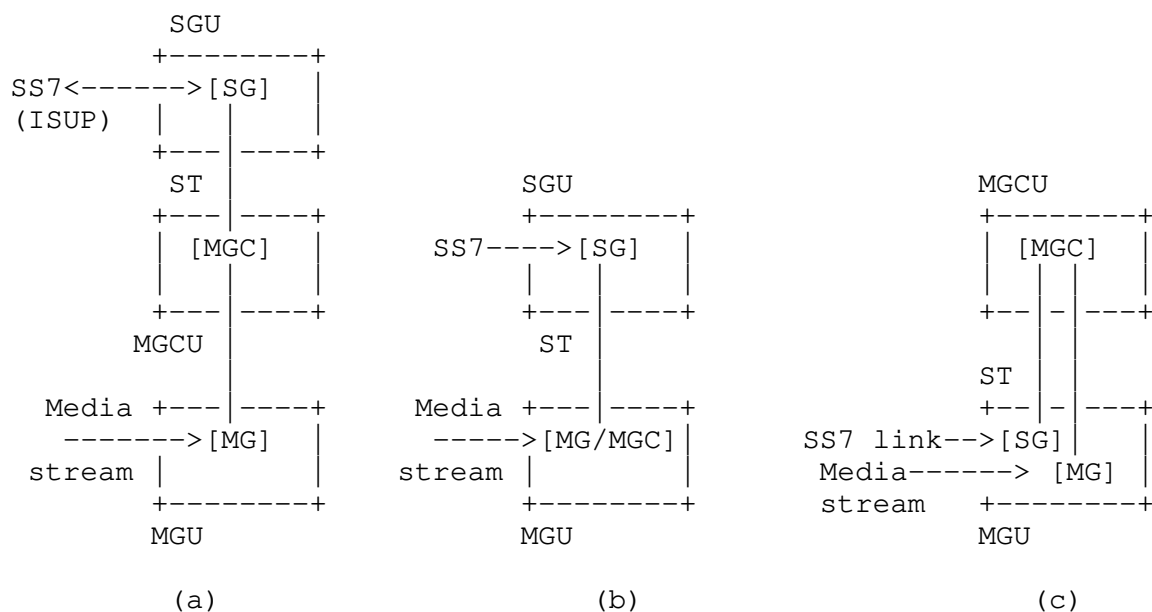 SGU
SS7<------>[SG]
(ISUP)
ST
SGU
MGCU
[MGC]
SS7---->[SG]
[MGC]
MGCU
ST
ST
Media
Media
------->[MG]
----->[MG/MGC]
SS7 link-->[SG]
stream
stream
Media------> [MG]
stream
MGU
MGU
MGU
(a)
(b)
(c)